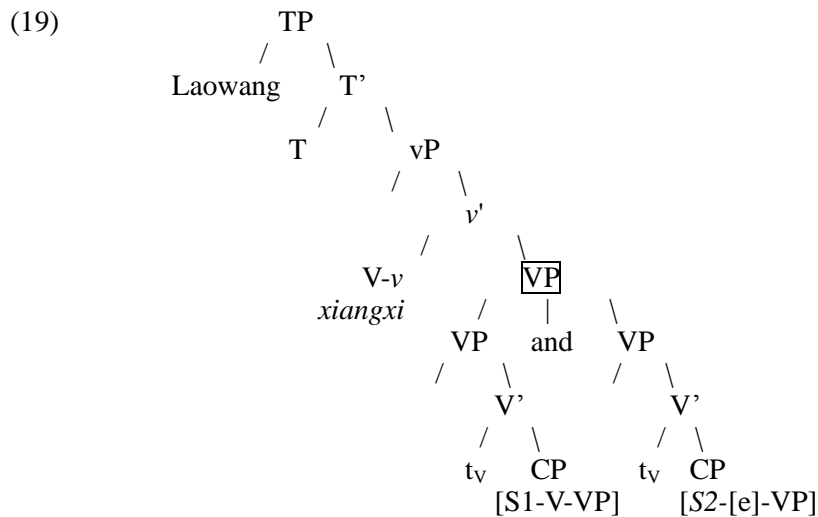 (19) TP
Laowang T’
T vP
v'
V-v VP
xiangxi
VP and VP
V’ V’
tV CP tV CP
[S1-V-VP] [S2-[e]-VP]